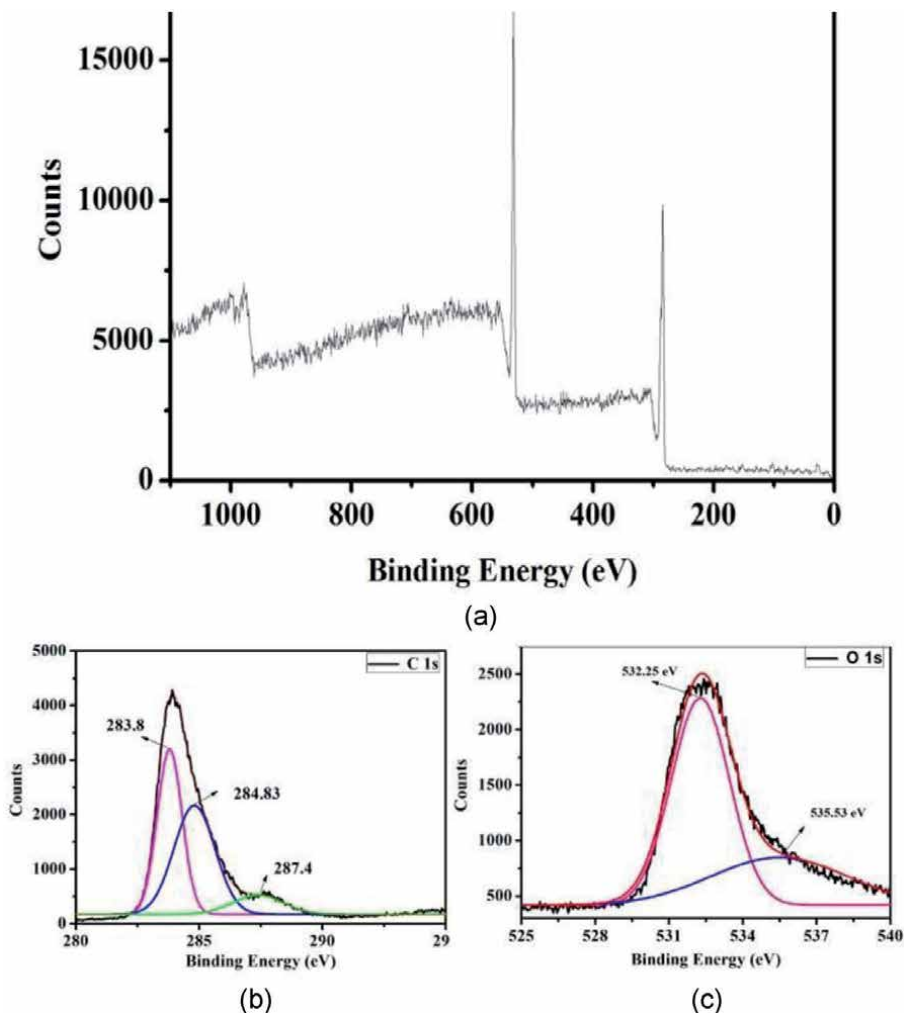 15000
10000
5000
0
Counts
1000 800 600 400 200 0
Binding Energy (eV)
(a)
5000
4000
3000
2000
1000
0
Counts
C 1s
283.8
284.83
287.4
280 285 290 29
Binding Energy (eV)
(b)
2500
2000
1500
1000
500
Counts
O 1s
532.25 eV
535.53 eV
525 528 531 534 537 540
Binding Energy (eV)
(c)